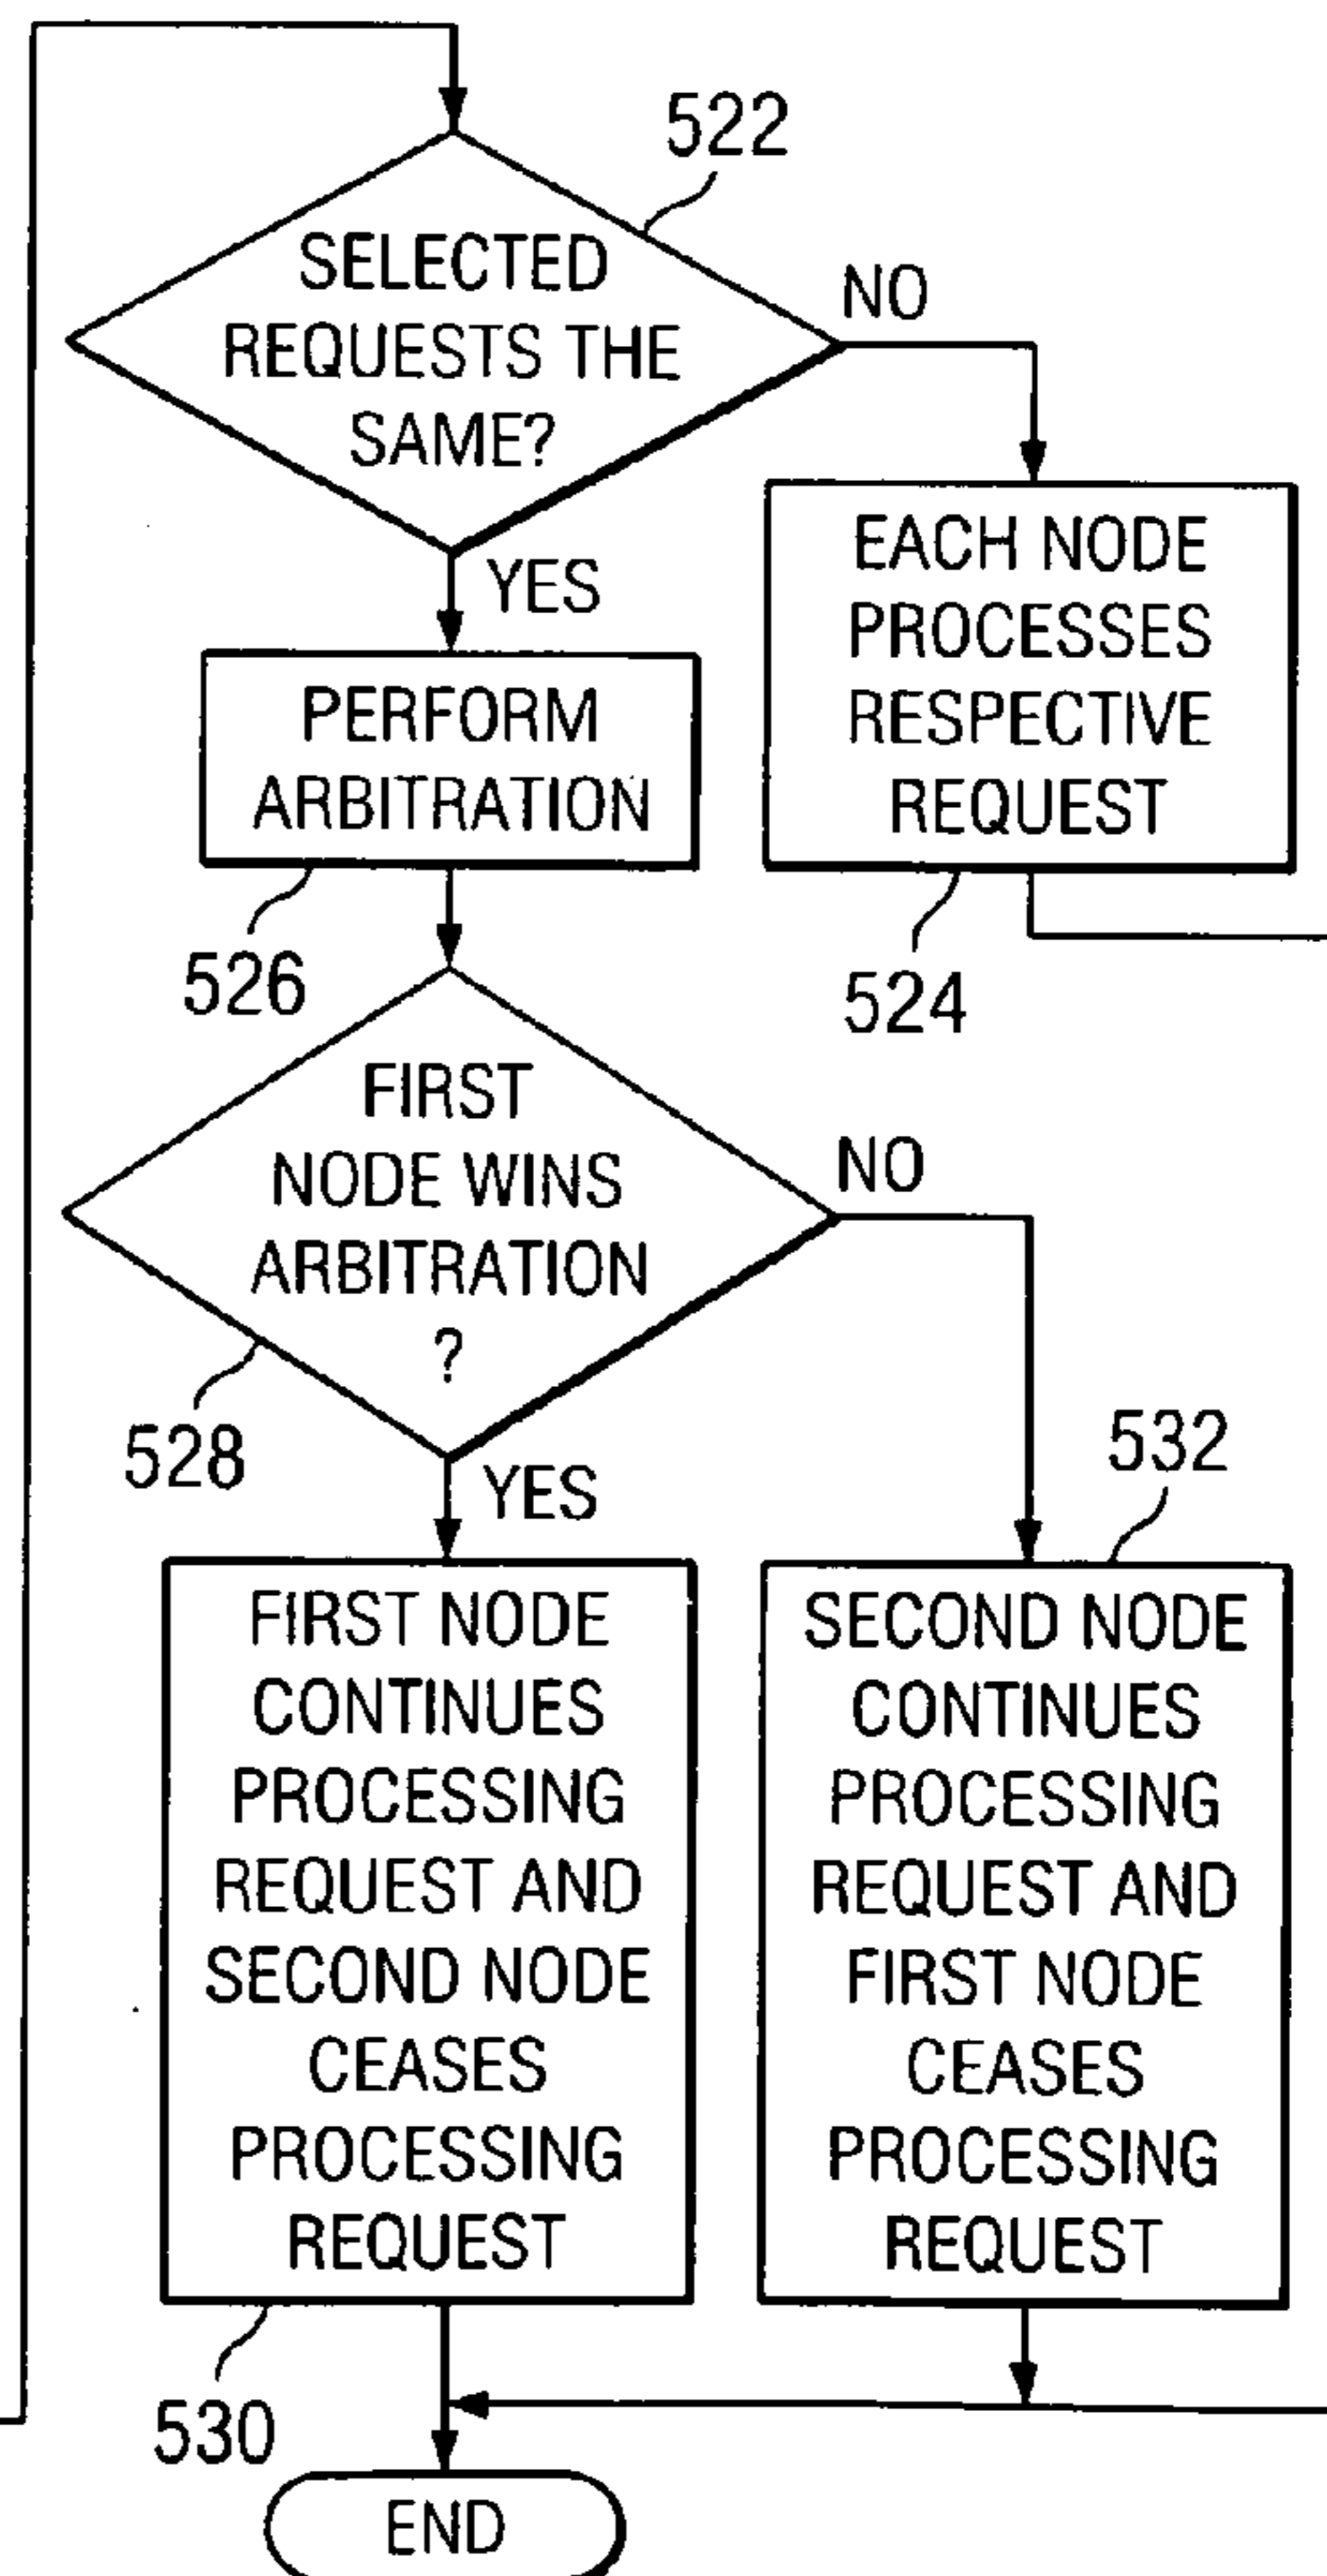 522
SELECTED
REQUESTS THE
SAME?
NO
YES
EACH NODE
PROCESSES
RESPECTIVE
REQUEST
524
PERFORM
ARBITRATION
526
FIRST
NODE WINS
ARBITRATION
?
NO
528
YES
532
FIRST NODE
CONTINUES
PROCESSING
REQUEST AND
SECOND NODE
CEASES
PROCESSING
REQUEST
530
SECOND NODE
CONTINUES
PROCESSING
REQUEST AND
FIRST NODE
CEASES
PROCESSING
REQUEST
END